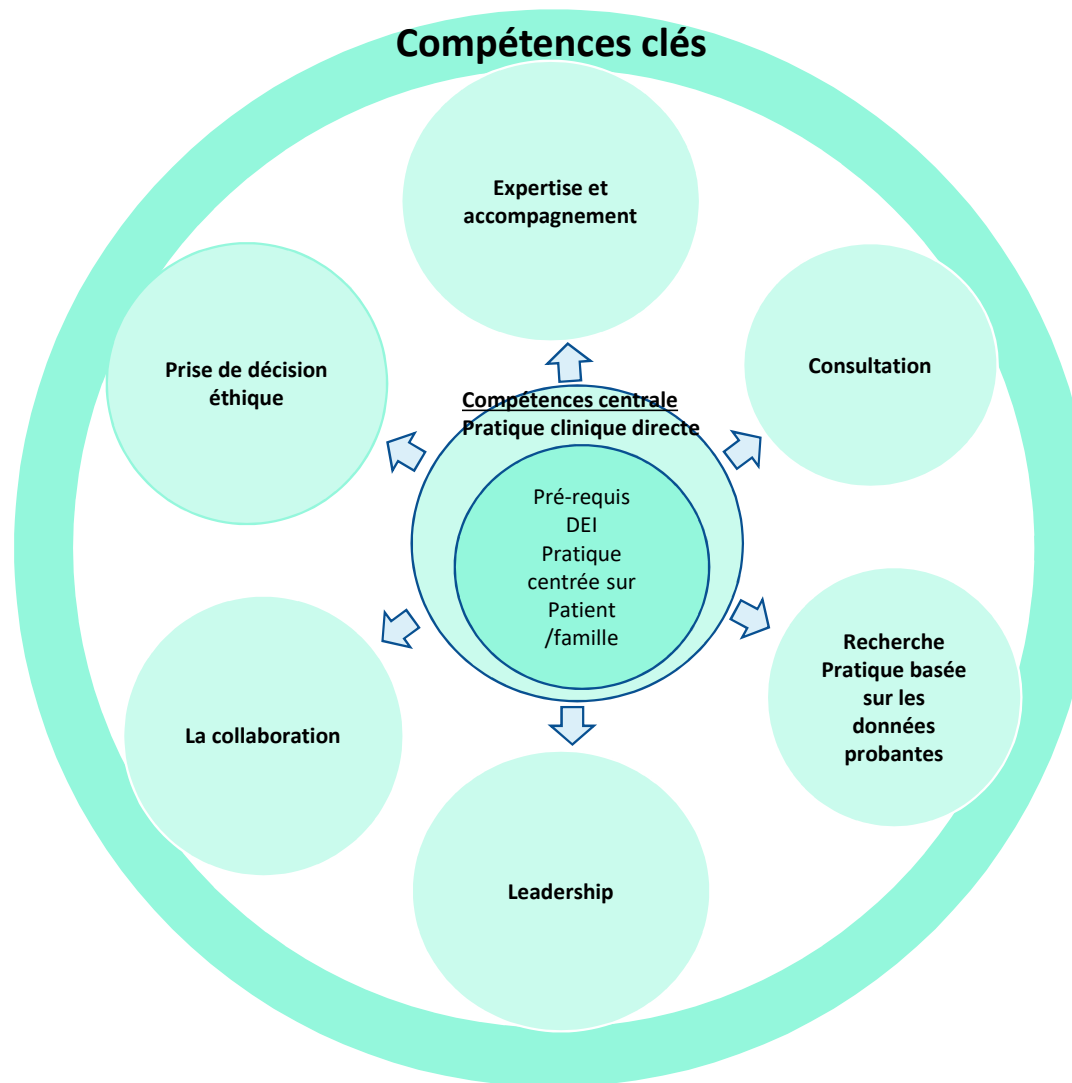 Compétences clés
Expertise et
accompagnement
Prise de décision
éthique
Consultation
Compétences centrale
Pratique clinique directe
Pré-requis
DEI
Pratique
centrée sur
Patient
/famille
La collaboration
Recherche
Pratique basée
sur les
données
probantes
Leadership